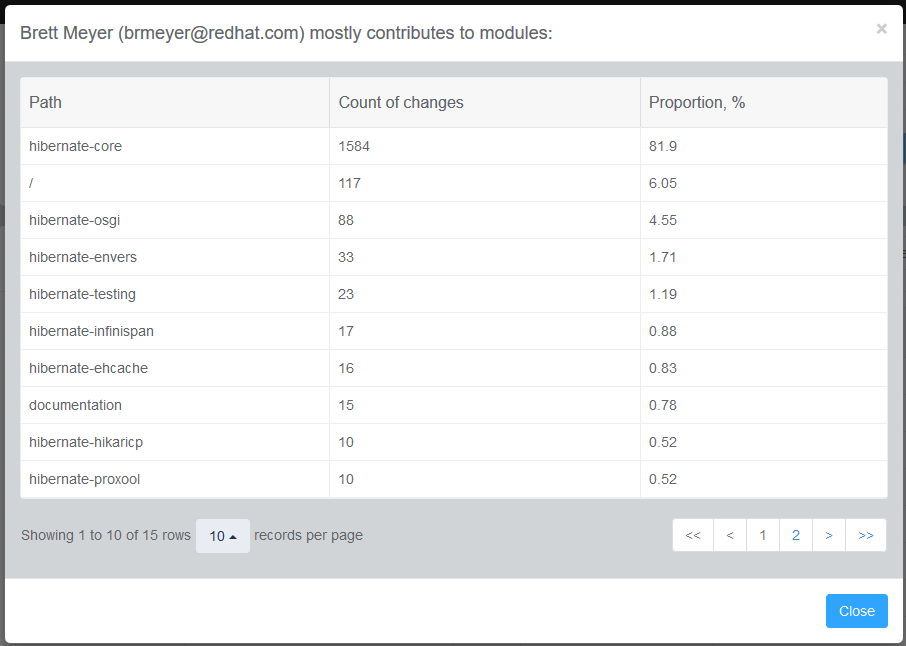 Brett Meyer (brmeyer@redhat.com) mostly contributes to modules: ×
Path Count of changes Proportion, %
hibernate-core 1584 81.9
/ 117 6.05
hibernate-osgi 88 4.55
hibernate-envers 33 1.71
hibernate-testing 23 1.19
hibernate-infinispan 17 0.88
hibernate-ehcache 16 0.83
documentation 15 0.78
hibernate-hikaricp 10 0.52
hibernate-proxool 10 0.52
Showing 1 to 10 of 15 rows 10 records per page << < 1 2 > >>
Close